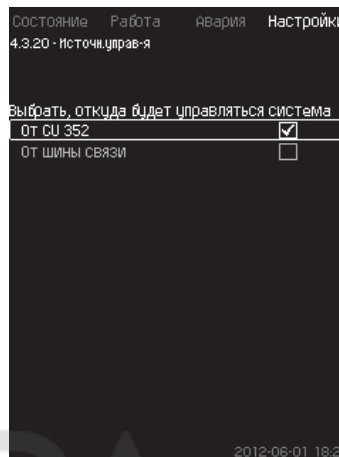 Состояние Работа Авария Настройки
4.3.20 - Источн.управ-я
Выбрать, откуда будет управляться система
От CU 352
От шины связи
2012-06-01 18:2